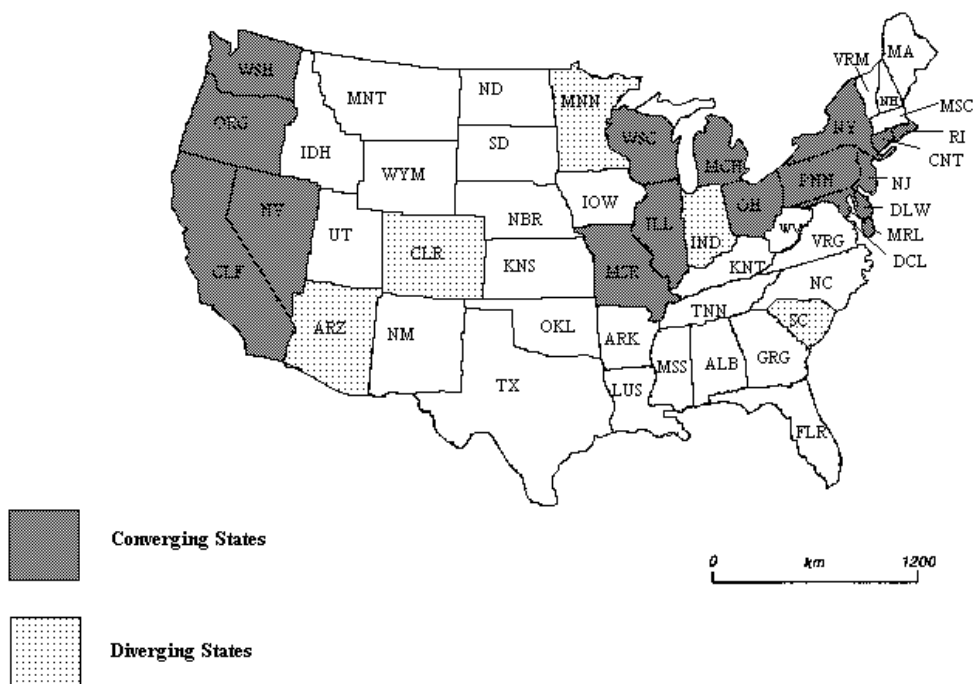 MA
VRM
WSH
ND
MNN
MNT
NH
MSC
ORG
WSC
NY
RI
SD
IDH
MCH
CNT
WYM
PNN
NJ
IOW
OH
NV
NBR
ILL
DLW
UT
IND
WV
VRG
MRL
CLR
KNS
KNT
DCL
CLF
NC
TNN
SC
ARZ
NM
OKL
ARK
MSS
ALB
GRG
TX
LUS
FLR
Converging States
0 km 1200
Diverging States